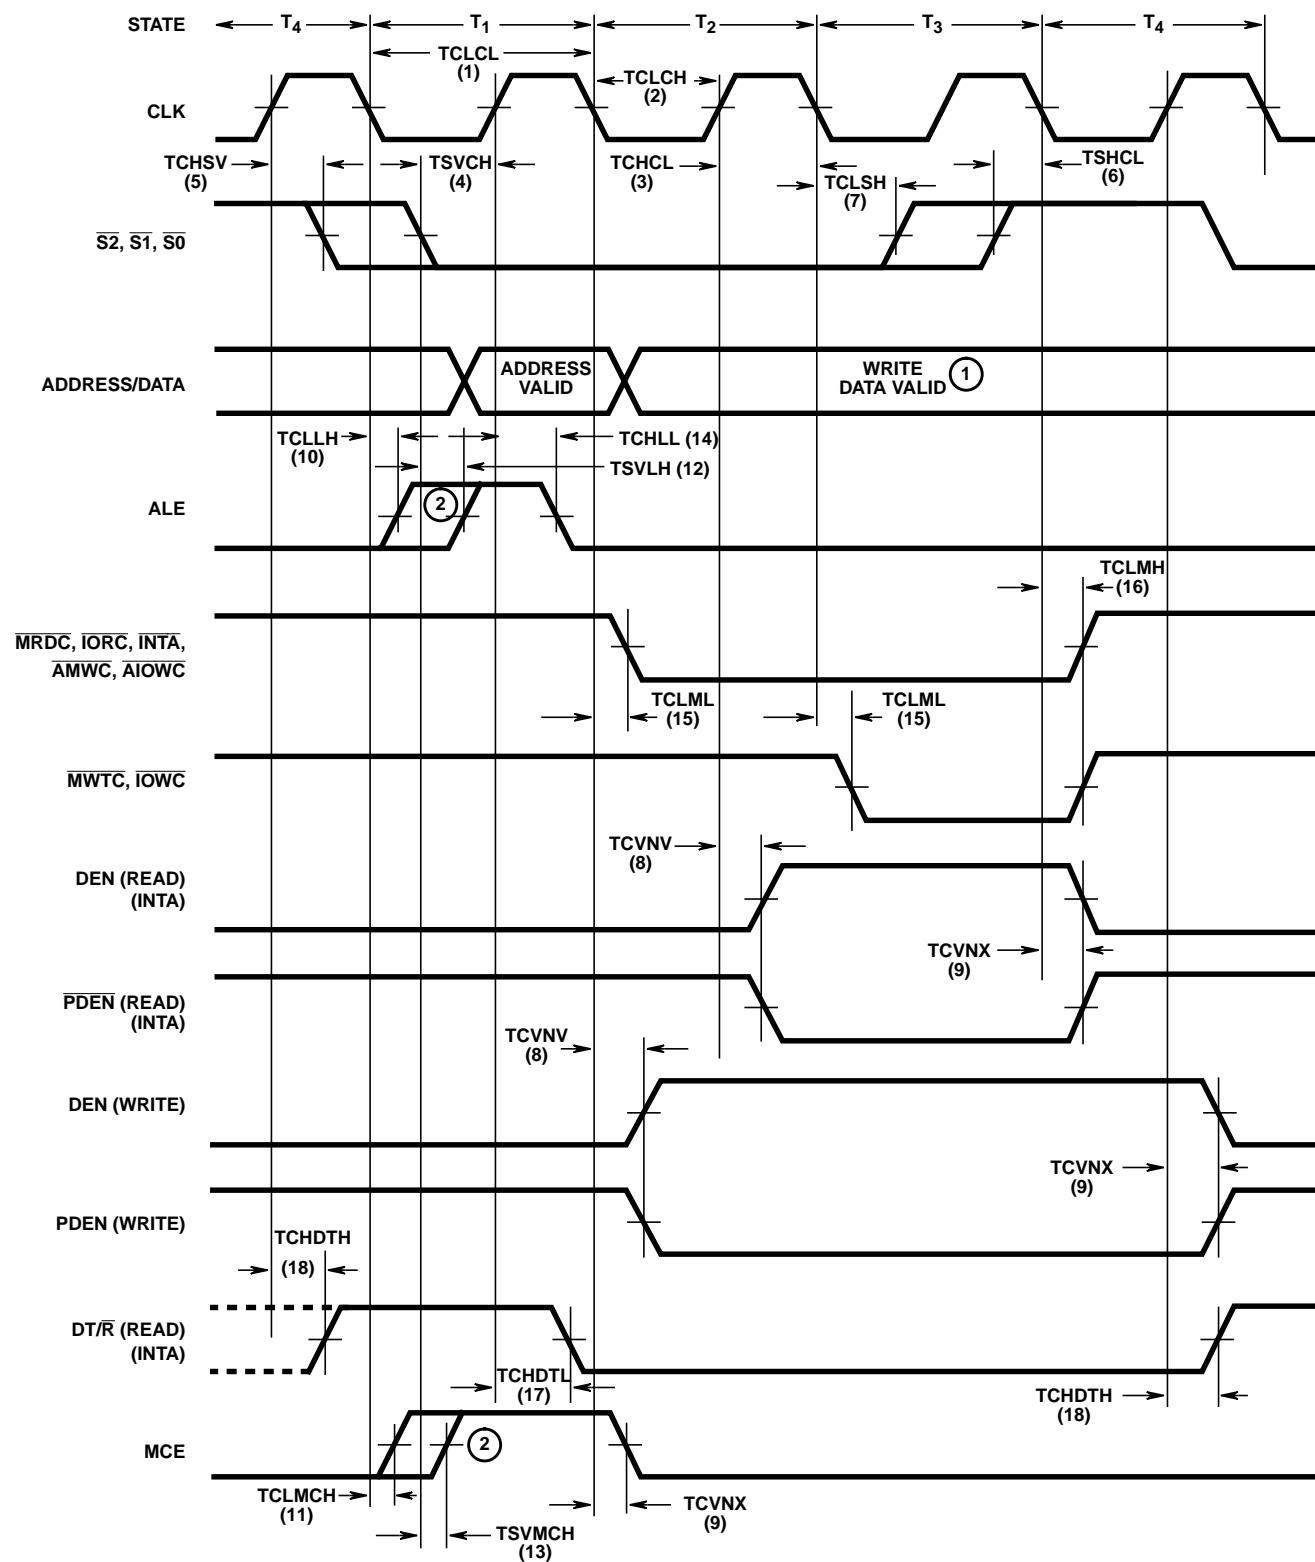 STATE T4 T1 T2 T3 T4
TCLCL
(1)
TCLCH
(2)
CLK
TCHSV
(5)
TSVCH
(4)
TCHCL
(3)
TCLSH
(7)
TSHCL
(6)
S2, S1, S0
ADDRESS/DATA
ADDRESS
VALID
WRITE
DATA VALID
1
TCLLH
(10)
TCHLL (14)
TSVLH (12)
ALE
2
TCLMH
(16)
MRDC, IORC, INTA,
AMWC, AIOWC
TCLML
(15)
TCLML
(15)
MWTC, IOWC
TCVNV
(8)
DEN (READ)
(INTA)
TCVNX
(9)
PDEN (READ)
(INTA)
TCVNV
(8)
DEN (WRITE)
TCVNX
(9)
PDEN (WRITE)
TCHDTH
(18)
DT/R (READ)
(INTA)
TCHDTL
(17)
TCHDTH
(18)
MCE
2
TCLMCH
(11)
TCVNX
(9)
TSVMCH
(13)